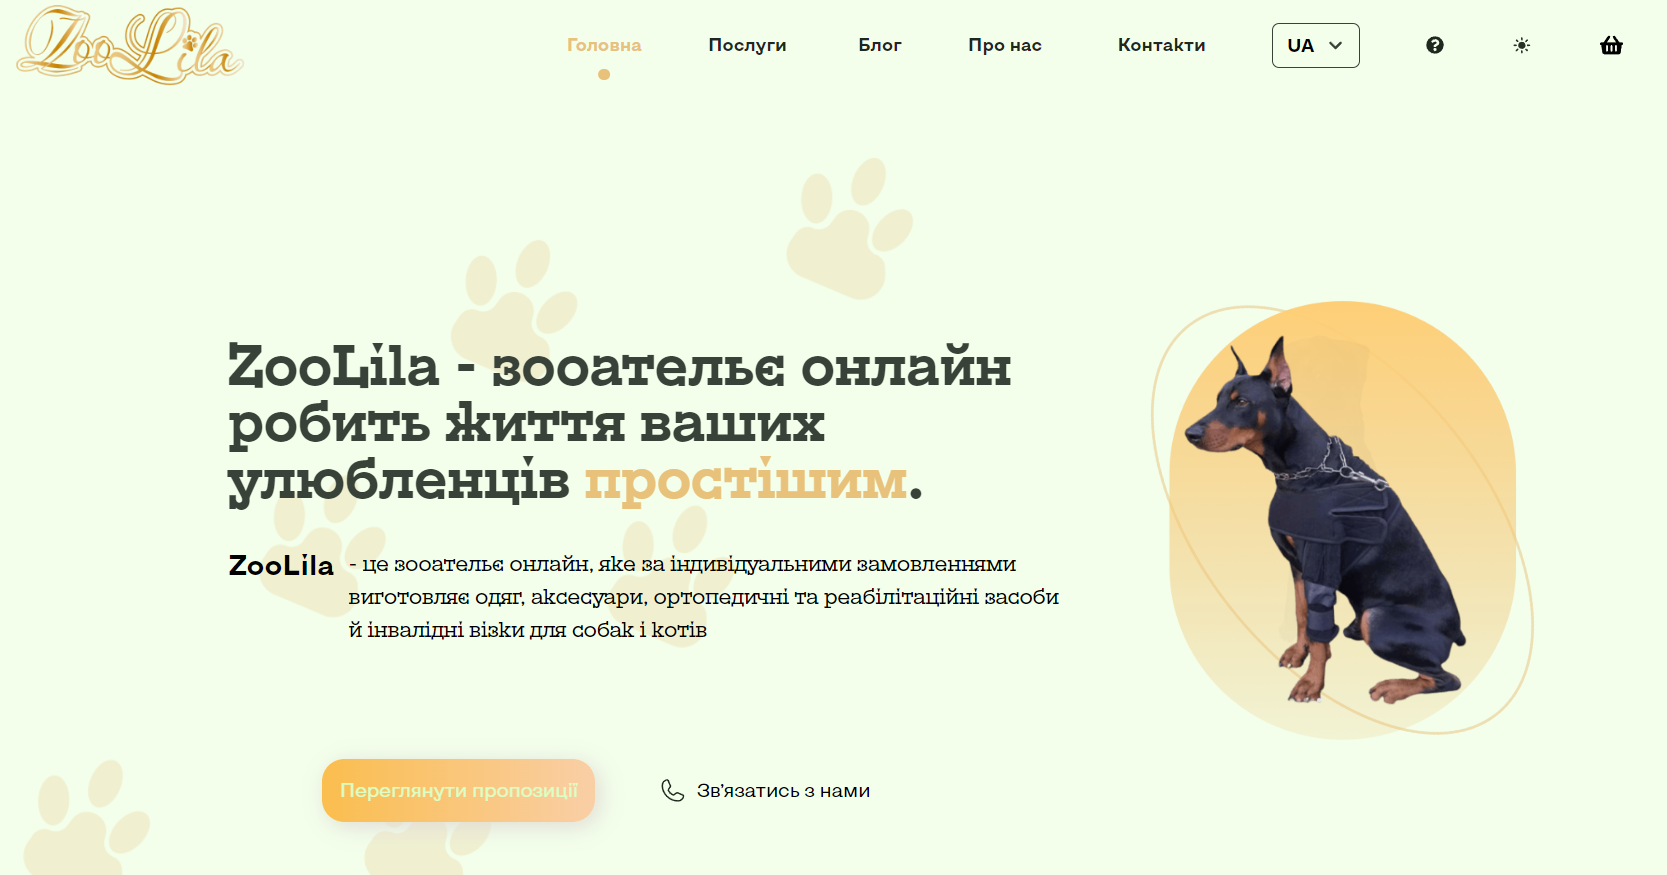 ZooLila
Головна Послуги Блог Про нас Контакти UA
ZooLila - зооательє онлайн
робить життя ваших
улюбленців простішим.
ZooLila - це зооательє онлайн, яке за індивідуальними замовленнями
виготовляє одяг, аксесуари, ортопедичні та реабілітаційні засоби
й інвалідні візки для собак і котів
Переглянути пропозиції Зв'язатись з нами